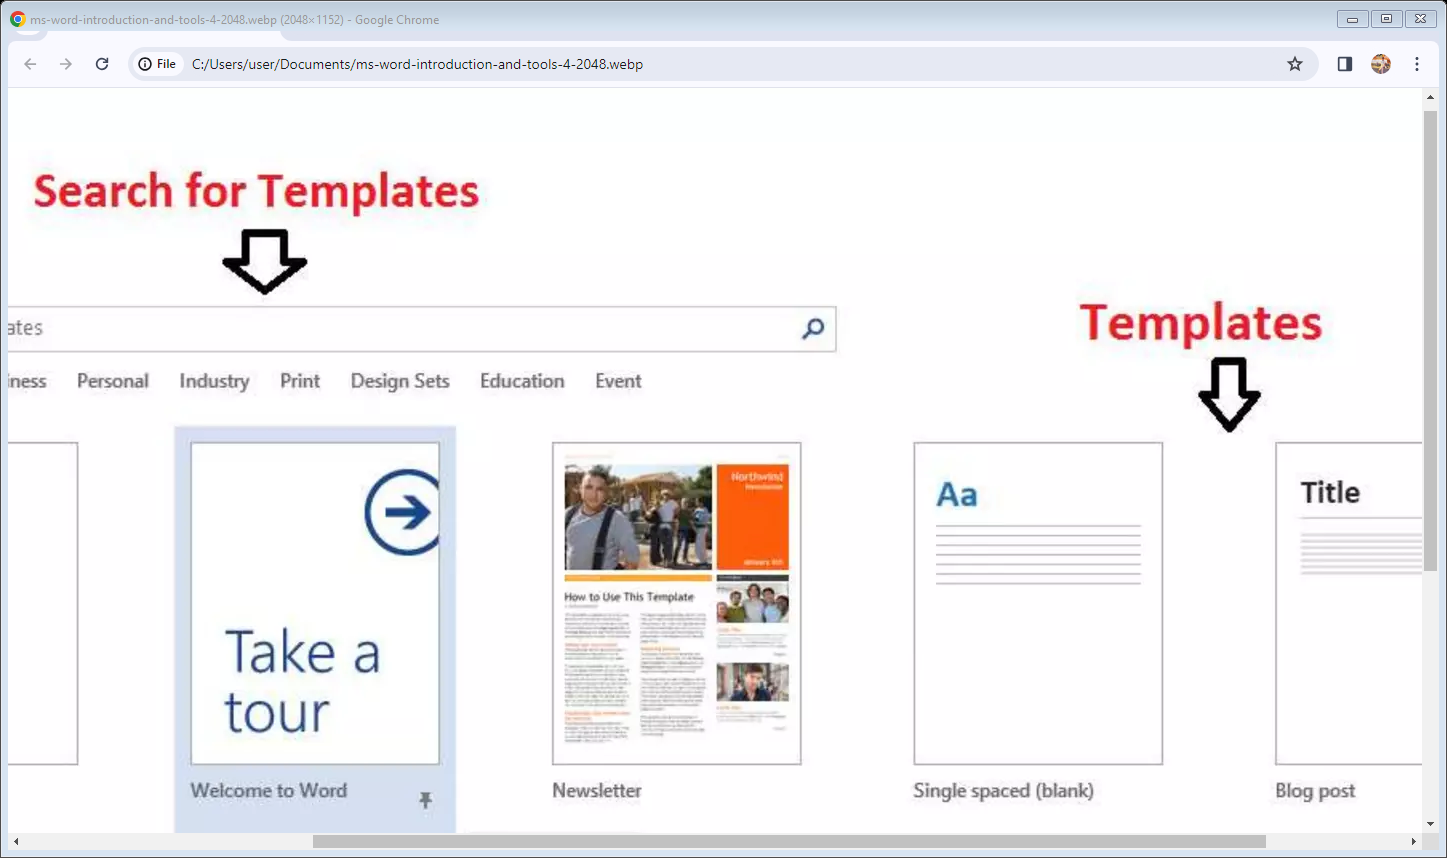 ms-word-introduction-and-tools-4-2048.webp (2048×1152) - Google Chrome
File C:/Users/user/Documents/ms-word-introduction-and-tools-4-2048.webp
Search for Templates
Templates
ates
iness Personal Industry Print Design Sets Education Event
Take a
tour
Welcome to Word
Northwind
Newsletter
How to Use This Template
Newsletter
Aa
Single spaced (blank)
Title
Blog post